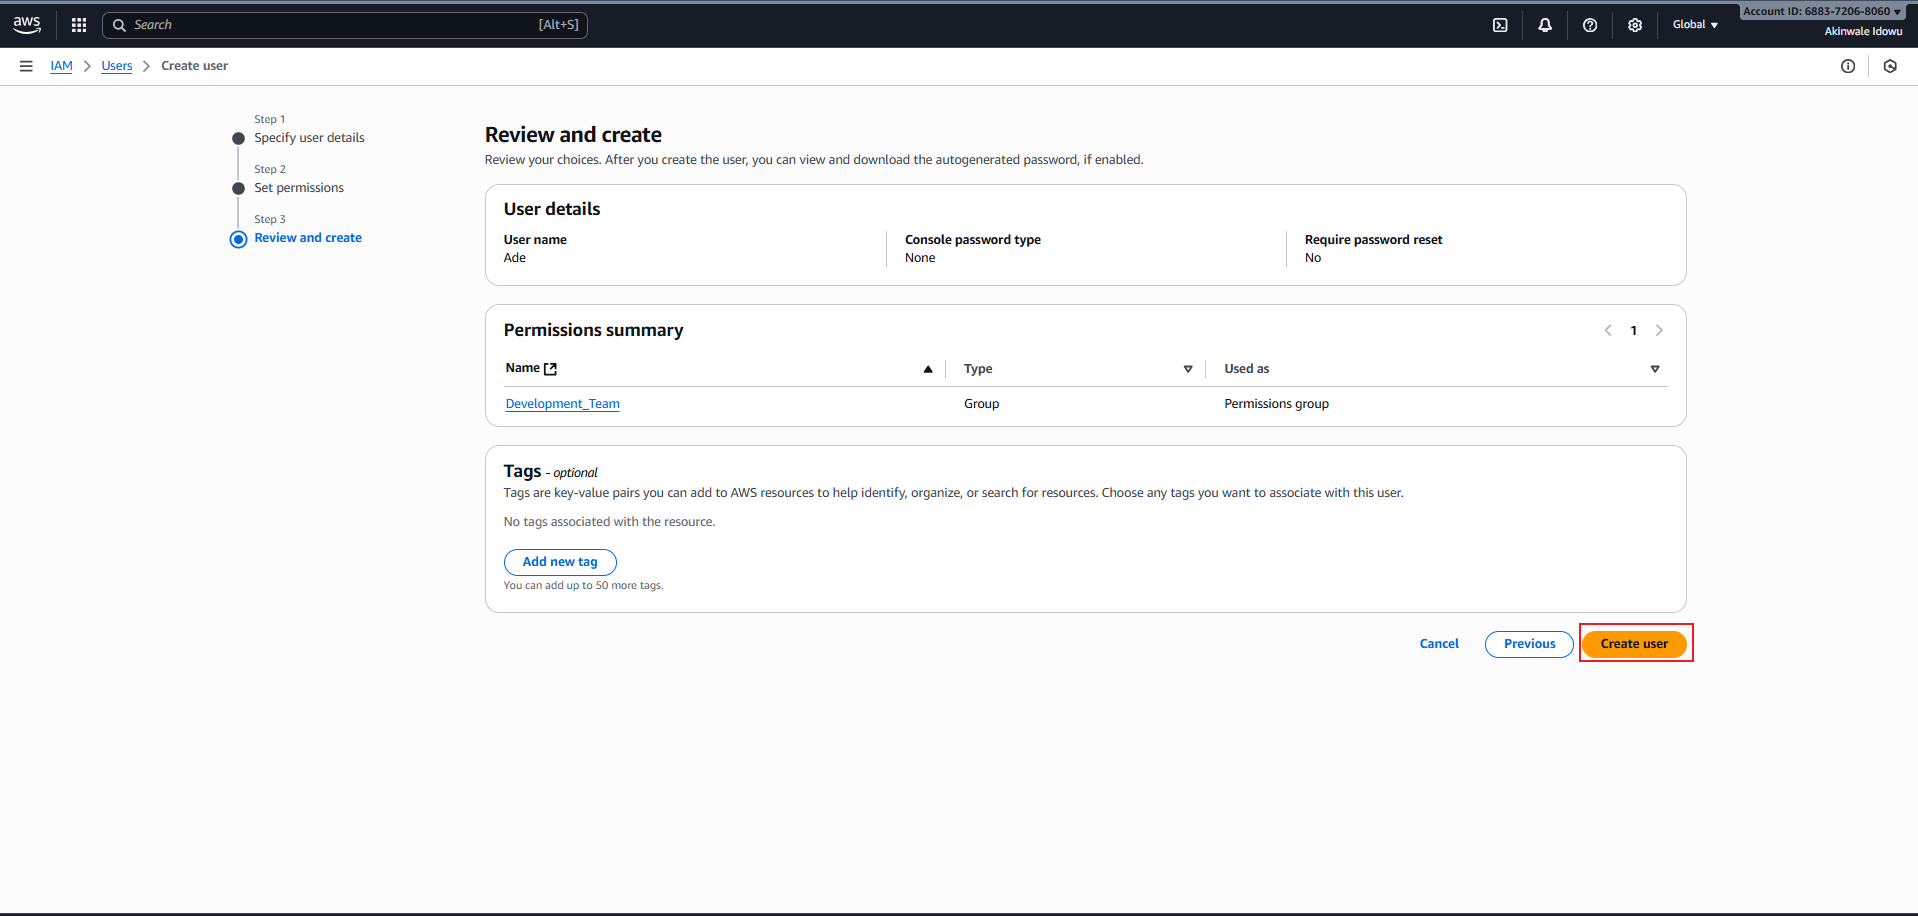 aws
Search
[Alt+S]
Global
Account ID: 6883-7206-8060
Akinwale Idowu
IAM
Users
Create user
Step 1
Specify user details
Step 2
Set permissions
Step 3
Review and create
Review and create
Review your choices. After you create the user, you can view and download the autogenerated password, if enabled.
User details
User name
Ade
Console password type
None
Require password reset
No
Permissions summary
1
Name
Type
Used as
Development_Team
Group
Permissions group
Tags - optional
Tags are key-value pairs you can add to AWS resources to help identify, organize, or search for resources. Choose any tags you want to associate with this user.
No tags associated with the resource.
Add new tag
You can add up to 50 more tags.
Cancel
Previous
Create user